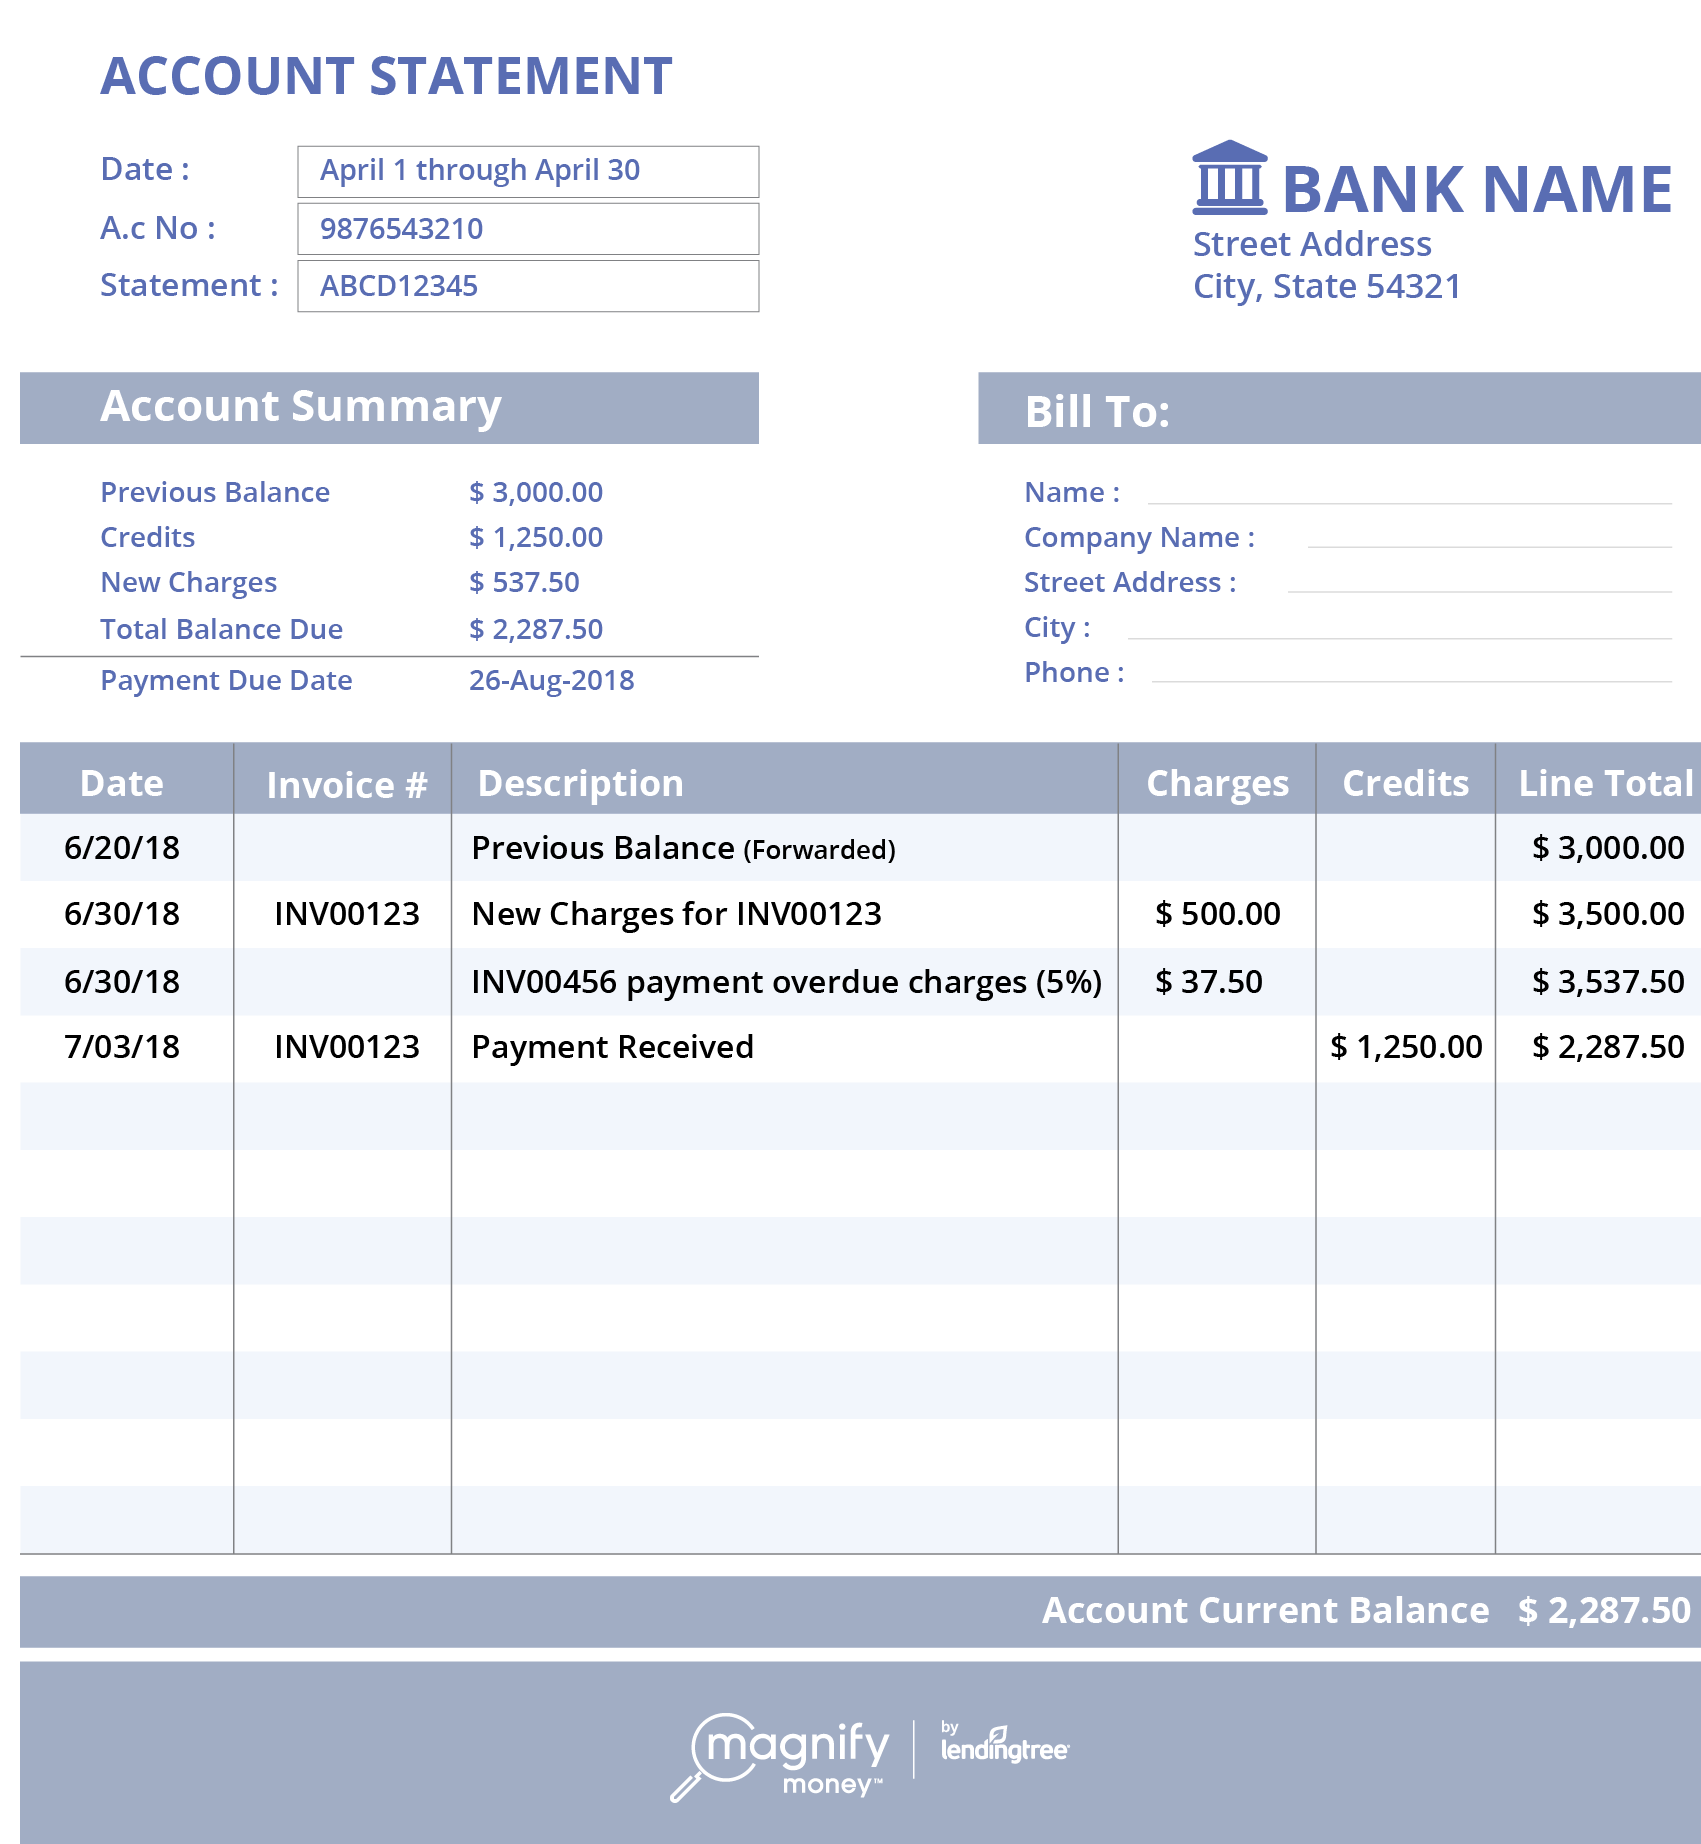 ACCOUNT STATEMENT
Date : April 1 through April 30
A.c No : 9876543210
Statement : ABCD12345
BANK NAME
Street Address
City, State 54321
Account Summary
Previous Balance $ 3,000.00
Credits $ 1,250.00
New Charges $ 537.50
Total Balance Due $ 2,287.50
Payment Due Date 26-Aug-2018
Bill To:
Name :
Company Name :
Street Address :
City :
Phone :
Date Invoice # Description Charges Credits Line Total
6/20/18 Previous Balance (Forwarded) $ 3,000.00
6/30/18 INV00123 New Charges for INV00123 $ 500.00 $ 3,500.00
6/30/18 INV00456 payment overdue charges (5%) $ 37.50 $ 3,537.50
7/03/18 INV00123 Payment Received $ 1,250.00 $ 2,287.50
Account Current Balance $ 2,287.50
magnify
money™
by
lendingtree